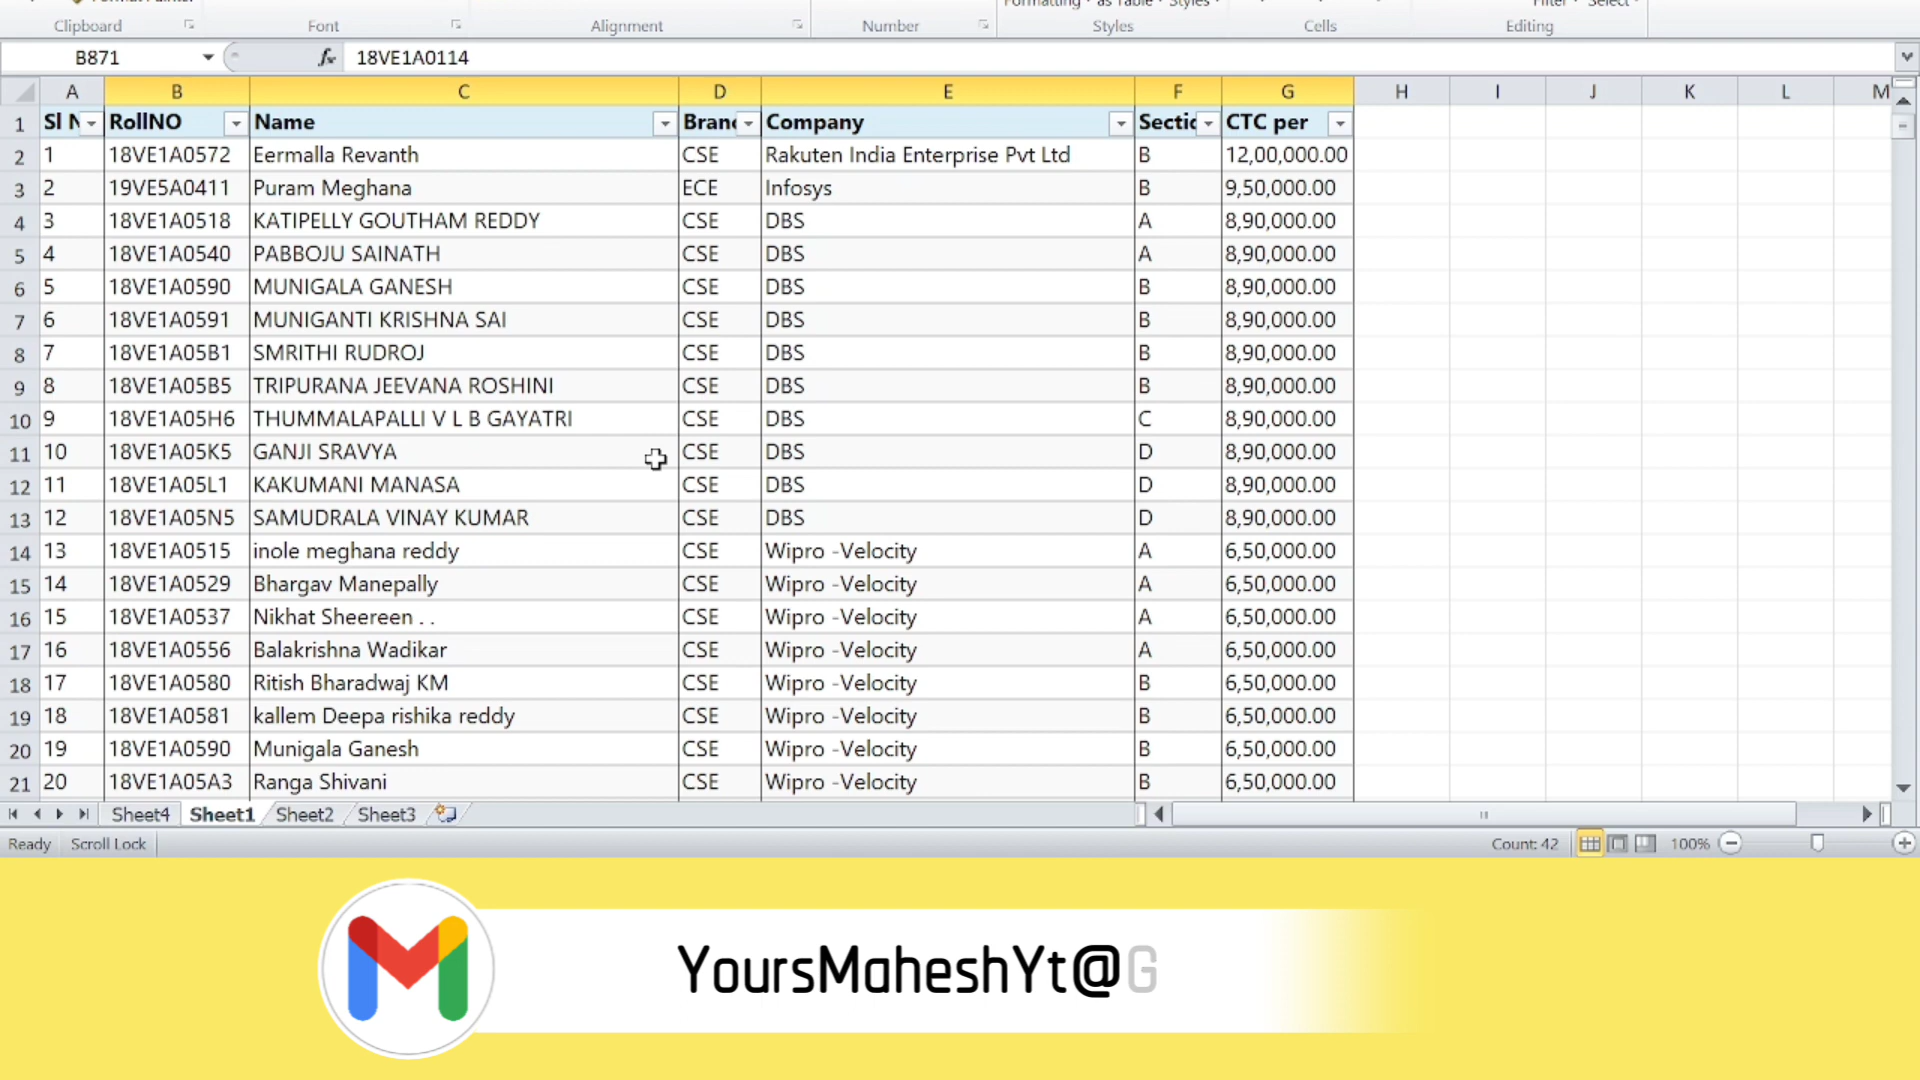 Clipboard Font Alignment Number Styles Cells Editing
B871 fx 18VE1A0114
A B C D E F G H I J K L M
1 Sl N RollNO Name Branc Company Sectic CTC per
2 1 18VE1A0572 Eermalla Revanth CSE Rakuten India Enterprise Pvt Ltd B 12,00,000.00
3 2 19VE5A0411 Puram Meghana ECE Infosys B 9,50,000.00
4 3 18VE1A0518 KATIPELLY GOUTHAM REDDY CSE DBS A 8,90,000.00
5 4 18VE1A0540 PABBOJU SAINATH CSE DBS A 8,90,000.00
6 5 18VE1A0590 MUNIGALA GANESH CSE DBS B 8,90,000.00
7 6 18VE1A0591 MUNIGANTI KRISHNA SAI CSE DBS B 8,90,000.00
8 7 18VE1A05B1 SMRITHI RUDROJ CSE DBS B 8,90,000.00
9 8 18VE1A05B5 TRIPURANA JEEVANA ROSHINI CSE DBS B 8,90,000.00
10 9 18VE1A05H6 THUMMALAPALLI V L B GAYATRI CSE DBS C 8,90,000.00
11 10 18VE1A05K5 GANJI SRAVYA CSE DBS D 8,90,000.00
12 11 18VE1A05L1 KAKUMANI MANASA CSE DBS D 8,90,000.00
13 12 18VE1A05N5 SAMUDRALA VINAY KUMAR CSE DBS D 8,90,000.00
14 13 18VE1A0515 inole meghana reddy CSE Wipro -Velocity A 6,50,000.00
15 14 18VE1A0529 Bhargav Manepally CSE Wipro -Velocity A 6,50,000.00
16 15 18VE1A0537 Nikhat Sheereen . . CSE Wipro -Velocity A 6,50,000.00
17 16 18VE1A0556 Balakrishna Wadikar CSE Wipro -Velocity A 6,50,000.00
18 17 18VE1A0580 Ritish Bharadwaj KM CSE Wipro -Velocity B 6,50,000.00
19 18 18VE1A0581 kallem Deepa rishika reddy CSE Wipro -Velocity B 6,50,000.00
20 19 18VE1A0590 Munigala Ganesh CSE Wipro -Velocity B 6,50,000.00
21 20 18VE1A05A3 Ranga Shivani CSE Wipro -Velocity B 6,50,000.00
Sheet4 Sheet1 Sheet2 Sheet3
Ready Scroll Lock Count: 42 100%
YoursMaheshYt@G